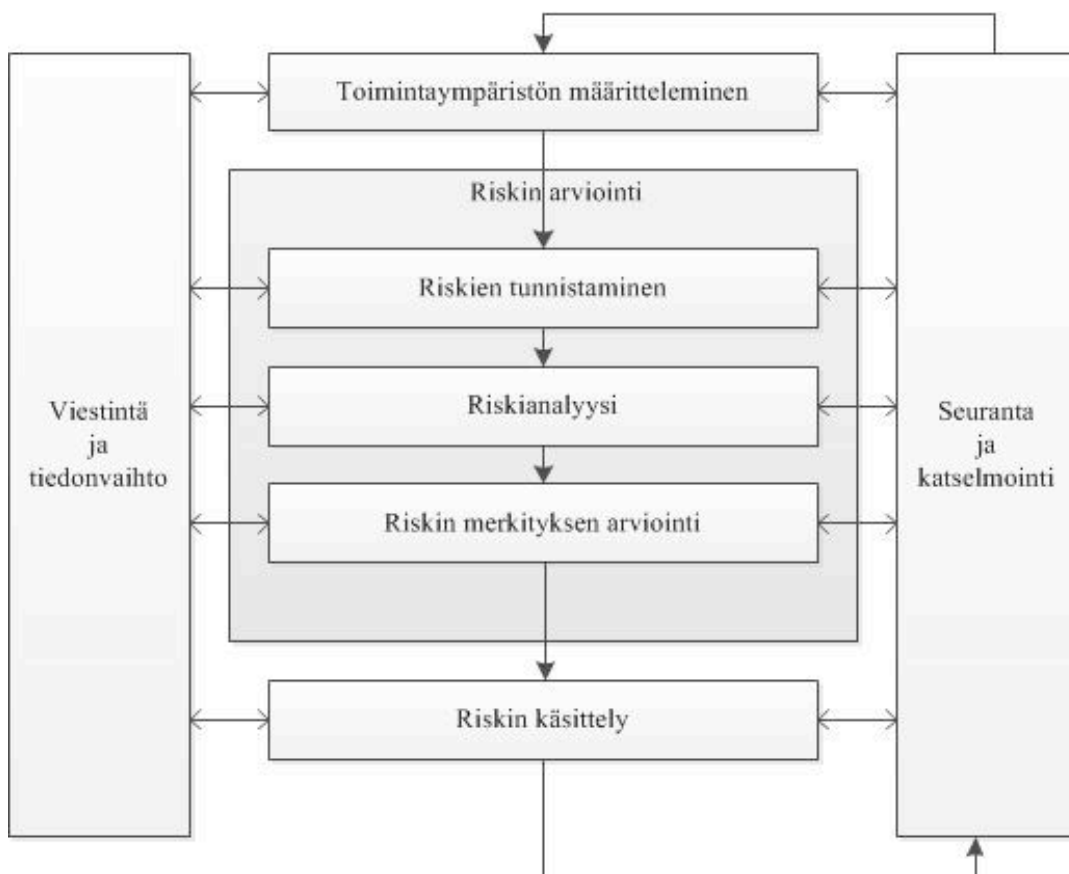 Toimintaympäristön määritteleminen
Riskin arviointi
Riskien tunnistaminen
Riskianalyysi
Riskin merkityksen arviointi
Riskin käsittely
Viestintä
ja
tiedonvaihto
Seuranta
ja
katselmointi